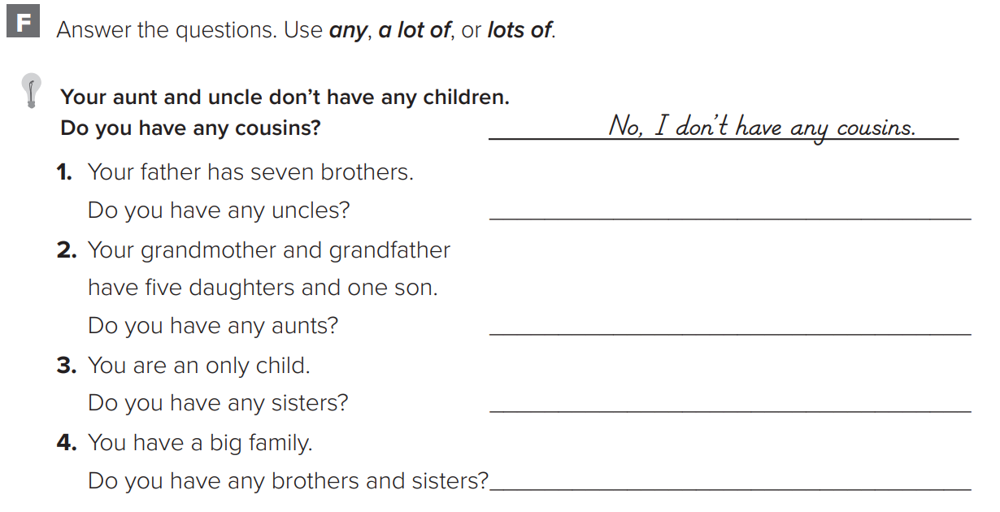 F Answer the questions. Use any, a lot of, or lots of.
Your aunt and uncle don't have any children.
Do you have any cousins? No, I don't have any cousins.
1. Your father has seven brothers.
Do you have any uncles?
2. Your grandmother and grandfather
have five daughters and one son.
Do you have any aunts?
3. You are an only child.
Do you have any sisters?
4. You have a big family.
Do you have any brothers and sisters?